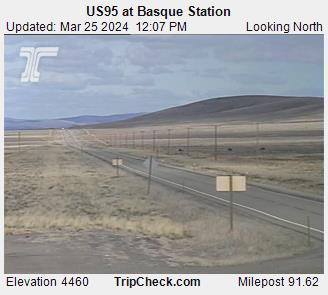 US95 at Basque Station
Updated: Mar 25 2024 12:07 PM Looking North
Elevation 4460 TripCheck.com Milepost 91.62